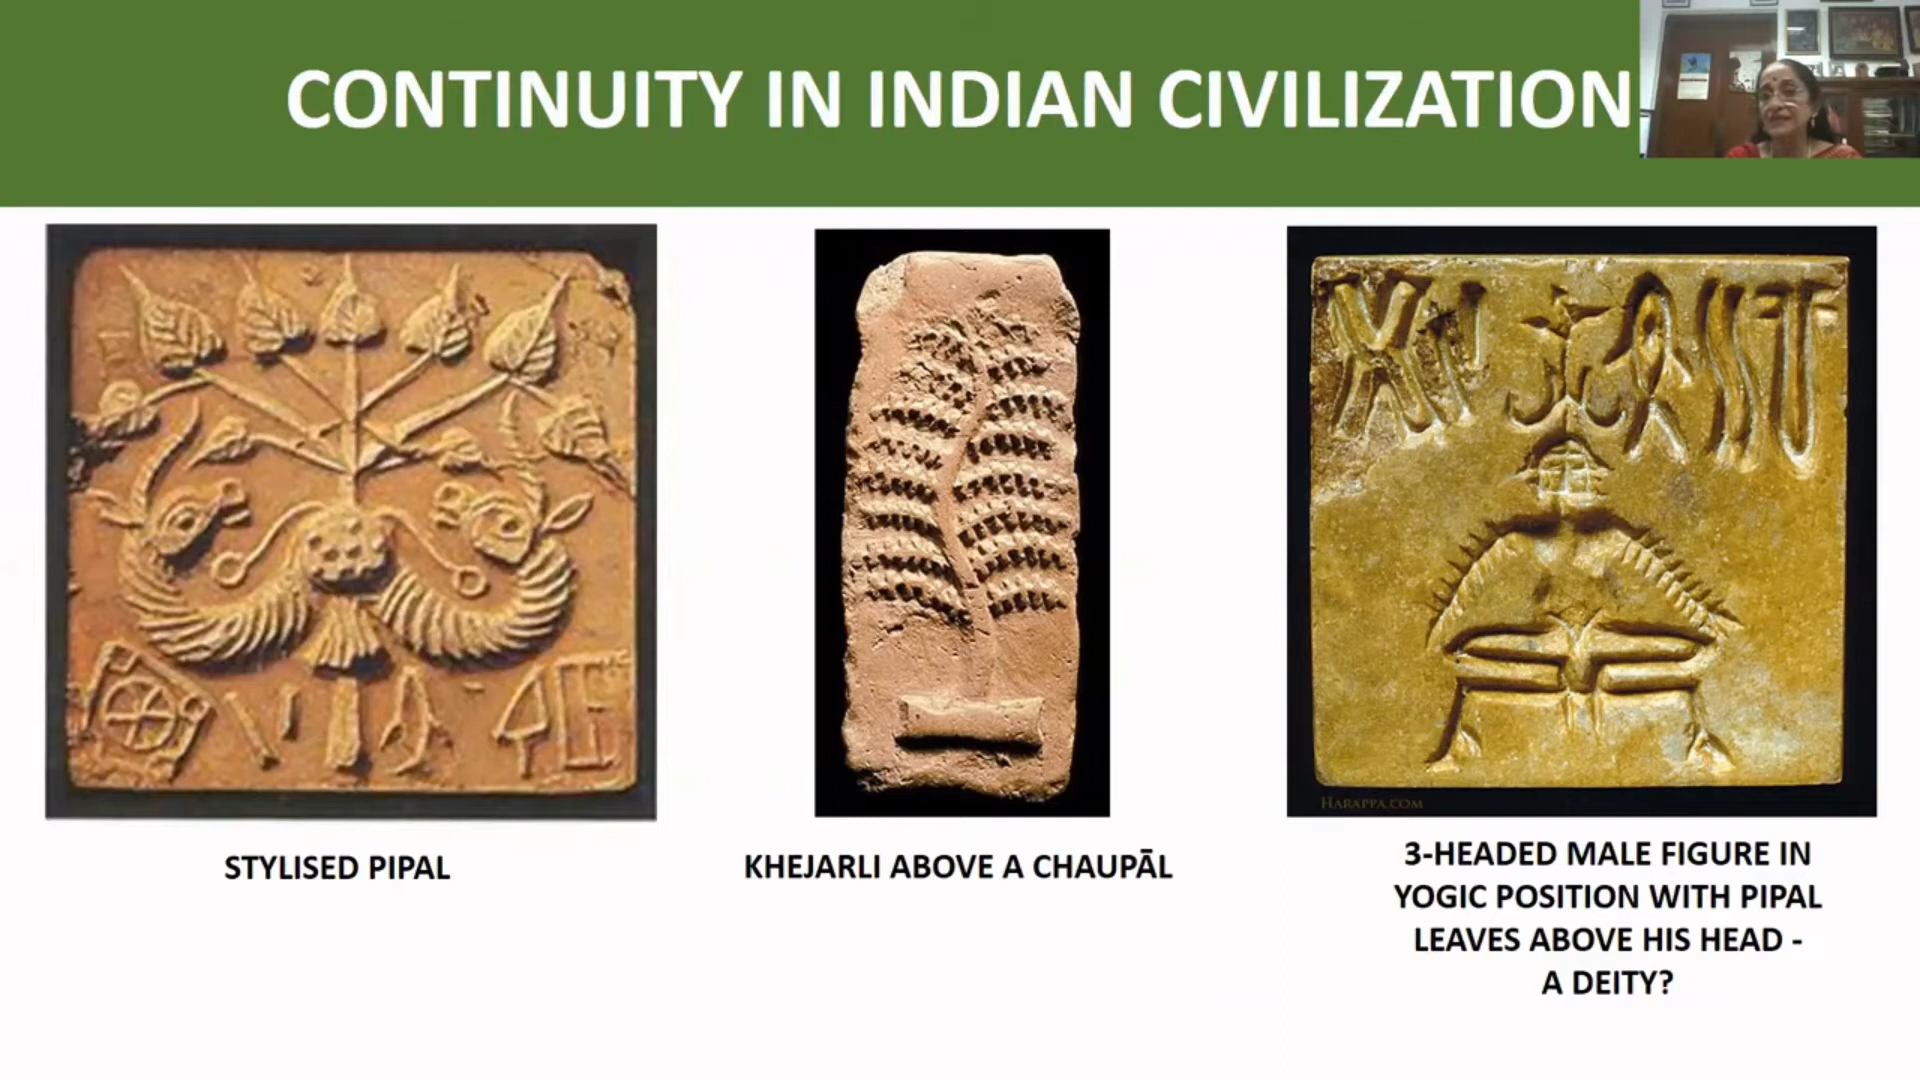 CONTINUITY IN INDIAN CIVILIZATION
HARAPPA.COM
STYLISED PIPAL
KHEJARLI ABOVE A CHAUPĀL
3-HEADED MALE FIGURE IN
YOGIC POSITION WITH PIPAL
LEAVES ABOVE HIS HEAD -
A DEITY?